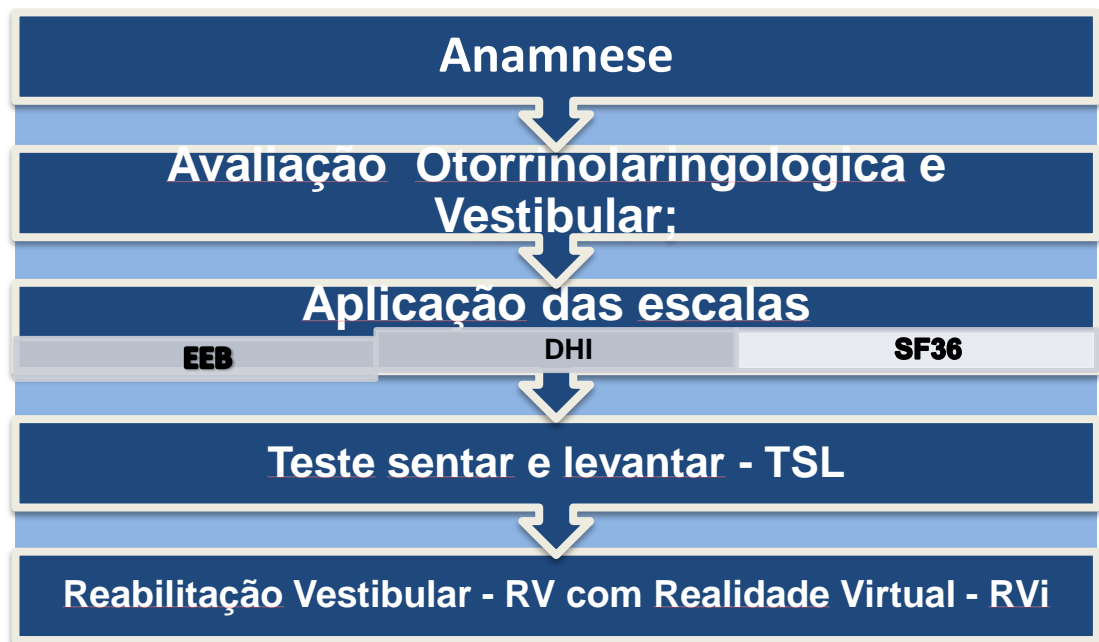 Anamnese
Avaliação Otorrinolaringologica e
Vestibular;
Aplicação das escalas
EEB DHI SF36
Teste sentar e levantar - TSL
Reabilitação Vestibular - RV com Realidade Virtual - RVi